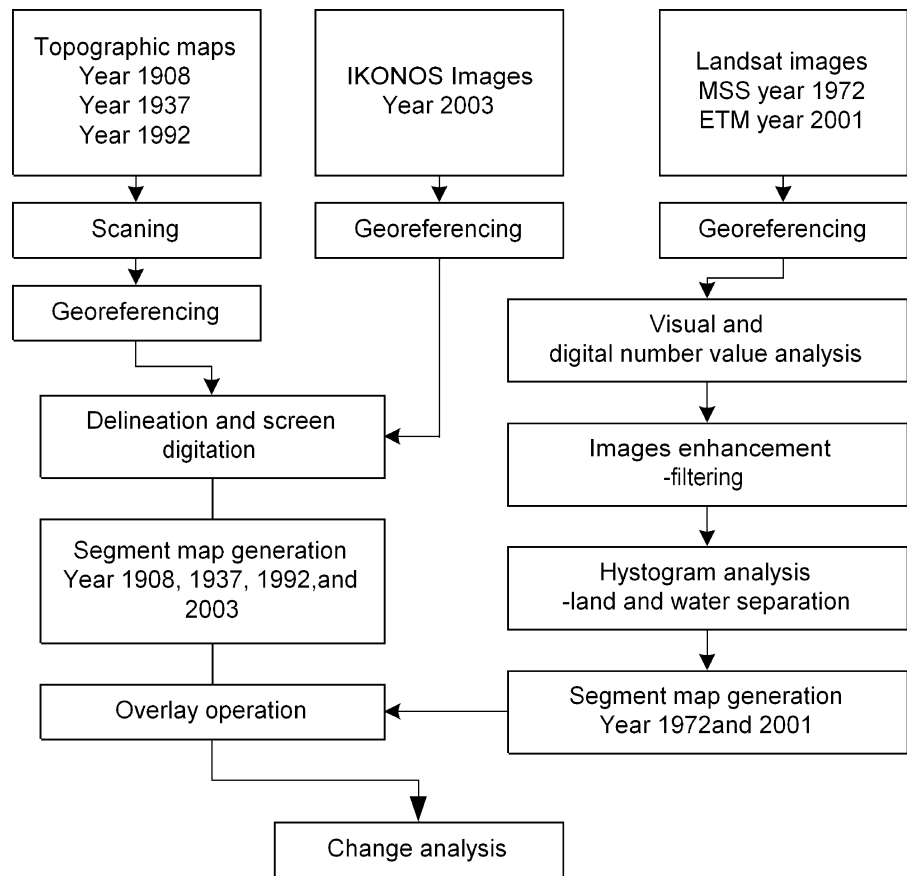 Topographic maps
Year 1908
Year 1937
Year 1992
IKONOS Images
Year 2003
Landsat images
MSS year 1972
ETM year 2001
Scaning
Georeferencing
Georeferencing
Georeferencing
Visual and
digital number value analysis
Delineation and screen
digitation
Images enhancement
-filtering
Segment map generation
Year 1908, 1937, 1992,and
2003
Hystogram analysis
-land and water separation
Overlay operation
Segment map generation
Year 1972and 2001
Change analysis